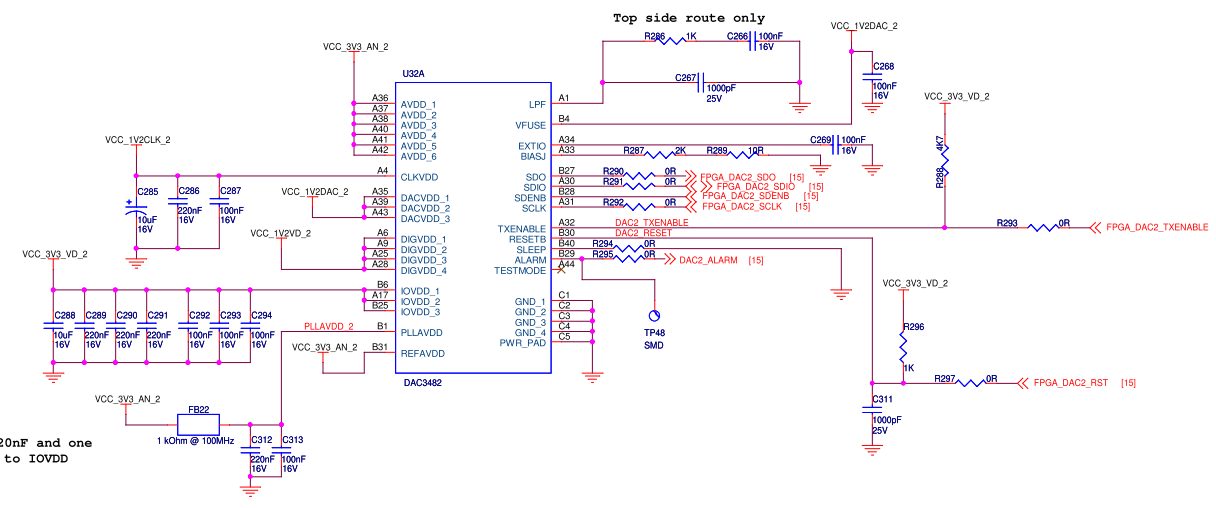 Top side route only
VCC_1V2DAC_2
R286 1K
C266 100nF
16V
C267
1000pF
25V
C268
100nF
16V
VCC_3V3_AN_2
U32A
A36 AVDD_1
A37 AVDD_2
A38 AVDD_3
A40 AVDD_4
A41 AVDD_5
A42 AVDD_6
LPF A1
VFUSE B4
EXTIO A34
BIASJ A33
C269 100nF
16V
R287 2K
R289 10R
VCC_3V3_VD_2
R288 4K7
VCC_1V2CLK_2
A4 CLKVDD
C285
10uF
16V
C286
220nF
16V
C287
100nF
16V
VCC_1V2DAC_2
A35 DACVDD_1
A39 DACVDD_2
A43 DACVDD_3
SDO B27 R290 0R FPGA_DAC2_SDO [15]
SDIO A30 R291 0R FPGA_DAC2_SDIO [15]
SDENB B28 FPGA_DAC2_SDENB [15]
SCLK A31 R292 0R FPGA_DAC2_SCLK [15]
VCC_1V2VD_2
A6 DIGVDD_1
A9 DIGVDD_2
A25 DIGVDD_3
A28 DIGVDD_4
TXENABLE A32 DAC2_TXENABLE R293 0R FPGA_DAC2_TXENABLE
RESETB B30 DAC2_RESET
SLEEP B40 R294 0R
ALARM B29 R295 0R DAC2_ALARM [15]
TESTMODE A44
VCC_3V3_VD_2
B6 IOVDD_1
A17 IOVDD_2
B25 IOVDD_3
C288
10uF
16V
C289
220nF
16V
C290
220nF
16V
C291
220nF
16V
C292
100nF
16V
C293
100nF
16V
C294
100nF
16V
GND_1 C1
GND_2 C2
GND_3 C3
GND_4 C4
PWR_PAD C5
TP48
SMD
PLLAVDD_2
B1 PLLAVDD
VCC_3V3_AN_2
B31 REFAVDD
DAC3482
VCC_3V3_VD_2
R296
1K
R297 0R FPGA_DAC2_RST [15]
C311
1000pF
25V
VCC_3V3_AN_2
FB22
1 kOhm @ 100MHz
C312
220nF
16V
C313
100nF
16V
20nF and one
to IOVDD